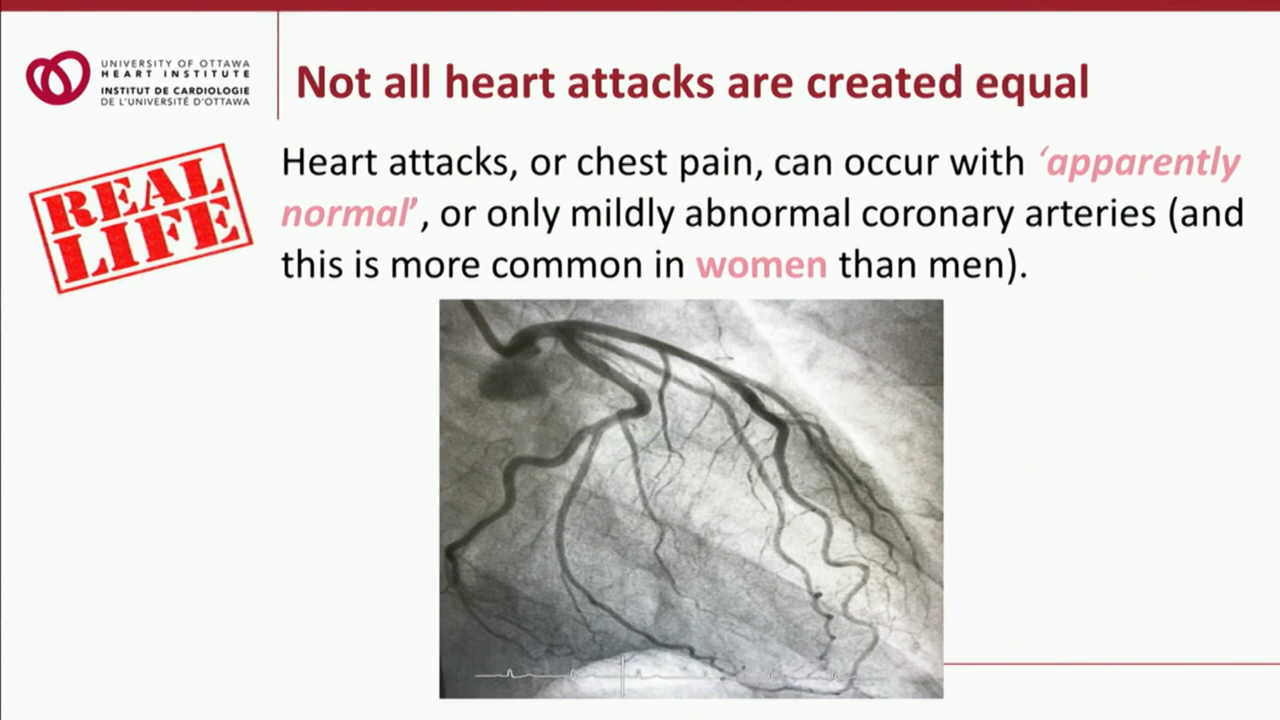 UNIVERSITY OF OTTAWA
HEART INSTITUTE
INSTITUT DE CARDIOLOGIE
DE L'UNIVERSITÉ D'OTTAWA
Not all heart attacks are created equal
REAL
LIFE
Heart attacks, or chest pain, can occur with ‘apparently
normal’, or only mildly abnormal coronary arteries (and
this is more common in women than men).